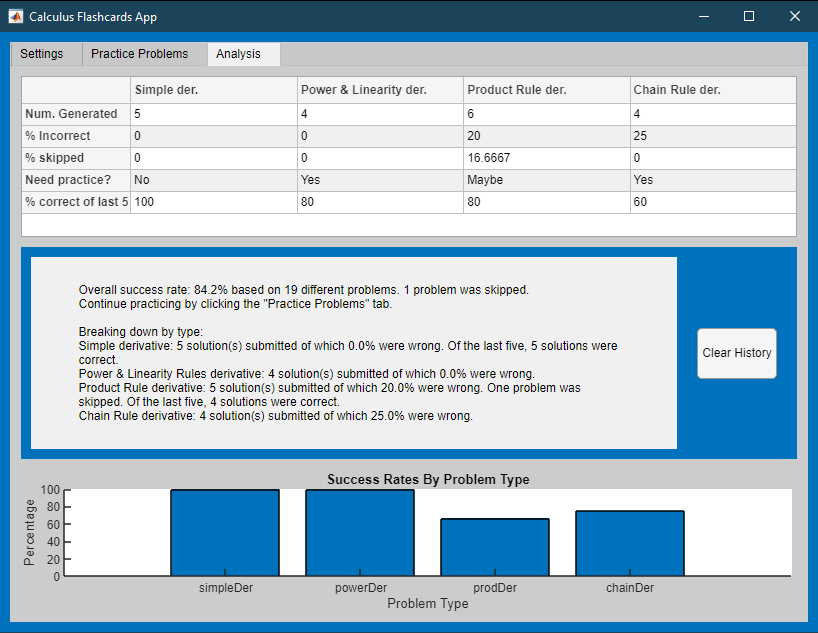 Calculus Flashcards App
Settings Practice Problems Analysis
Simple der. Power & Linearity der. Product Rule der. Chain Rule der.
Num. Generated 5 4 6 4
% Incorrect 0 0 20 25
% skipped 0 0 16.6667 0
Need practice? No Yes Maybe Yes
% correct of last 5 100 80 80 60
Overall success rate: 84.2% based on 19 different problems. 1 problem was skipped.
Continue practicing by clicking the "Practice Problems" tab.
Breaking down by type:
Simple derivative: 5 solution(s) submitted of which 0.0% were wrong. Of the last five, 5 solutions were
correct.
Power & Linearity Rules derivative: 4 solution(s) submitted of which 0.0% were wrong.
Product Rule derivative: 5 solution(s) submitted of which 20.0% were wrong. One problem was
skipped. Of the last five, 4 solutions were correct.
Chain Rule derivative: 4 solution(s) submitted of which 25.0% were wrong.
Clear History
Success Rates By Problem Type
Percentage
100
80
60
40
20
0
simpleDer powerDer prodDer chainDer
Problem Type